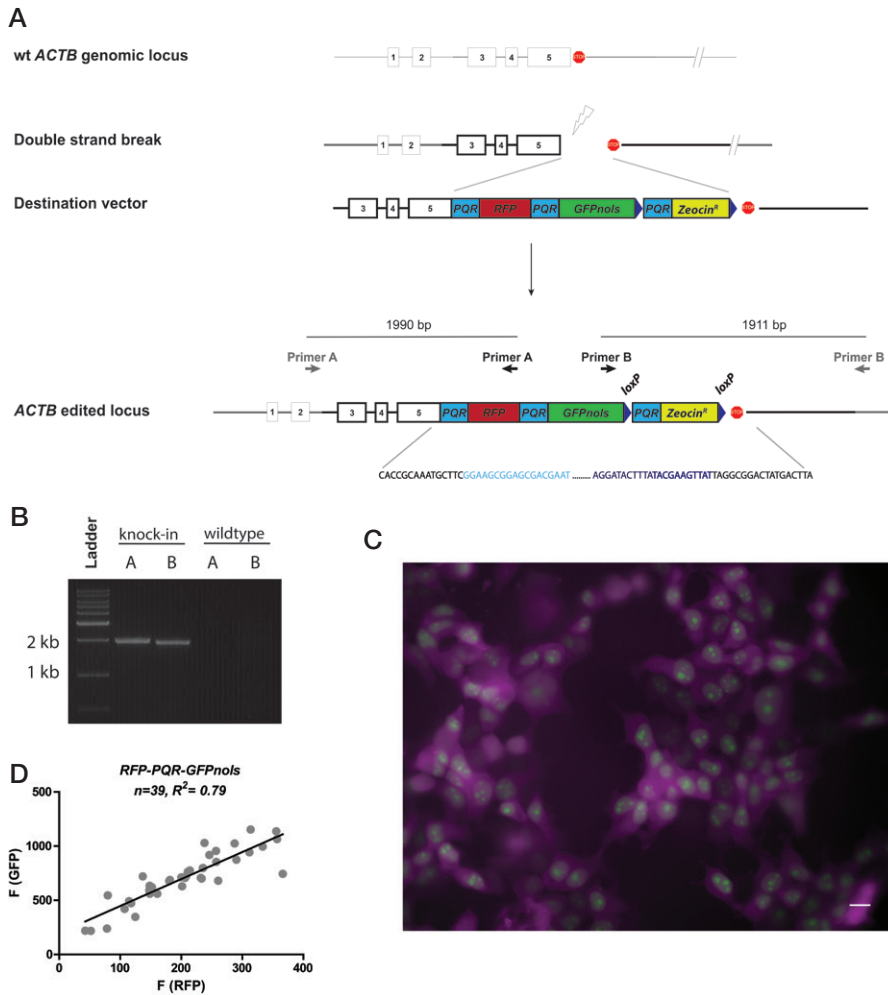 A
wt ACTB genomic locus
1 2 3 4 5 STOP
Double strand break
1 2 3 4 5 STOP
Destination vector
3 4 5 PQR RFP PQR GFPnols PQR Zeocinᴿ STOP
1990 bp 1911 bp
Primer A Primer A Primer B Primer B
loxP loxP
ACTB edited locus
1 2 3 4 5 PQR RFP PQR GFPnols PQR Zeocinᴿ STOP
CACCGCAAATGCTTCGGAAGCGGAGCGACGAAT ......... AGGATACTTTATACGAAGTTATTAGGCGGACTATGACTTA
B
Ladder
knock-in wildtype
A B A B
2 kb
1 kb
C
D
RFP-PQR-GFPnols
n=39, R²= 0.79
500
1000
500
0
F (GFP)
0 100 200 300 400
F (RFP)